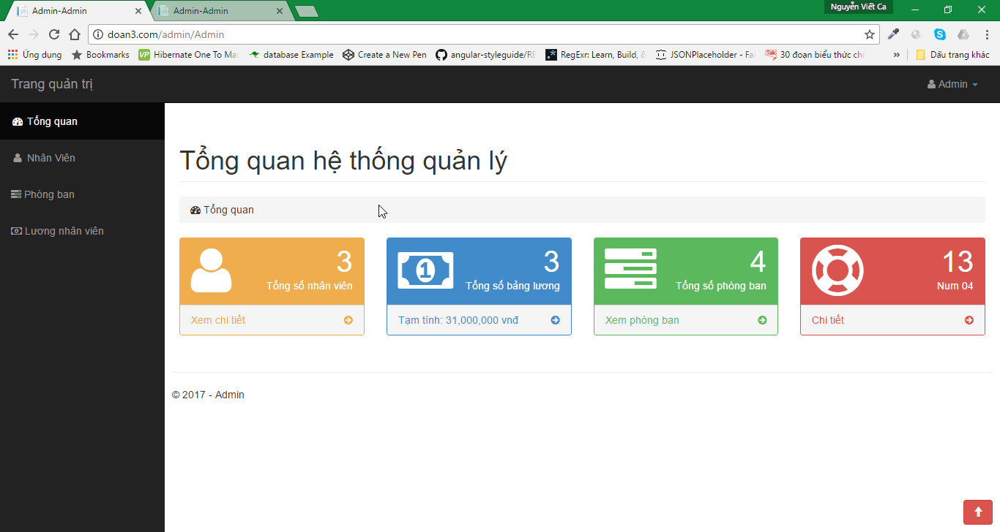 Nguyễn Viết Ca
Admin-Admin
Admin-Admin
doan3.com/admin/Admin
Ứng dụng
Bookmarks
VP Hibernate One To Ma
database Example
Create a New Pen
angular-styleguide/RE
RegExr: Learn, Build, &
JSONPlaceholder - Fa
30 đoạn biểu thức chí
»
Dấu trang khác
Trang quản trị
Admin
Tổng quan
Nhân Viên
Phòng ban
Lương nhân viên
Tổng quan hệ thống quản lý
Tổng quan
3
Tổng số nhân viên
Xem chi tiết
1
3
Tổng số bảng lương
Tạm tính: 31,000,000 vnđ
4
Tổng số phòng ban
Xem phòng ban
13
Num 04
Chi tiết
© 2017 - Admin